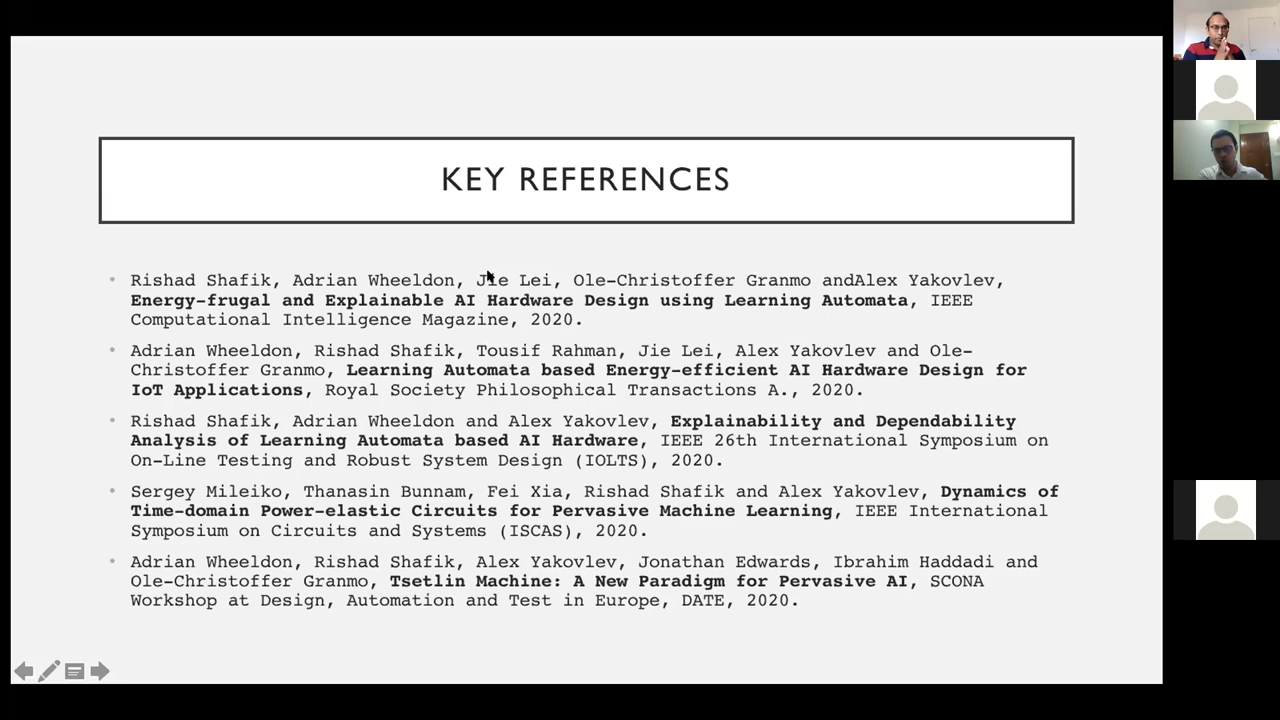 KEY REFERENCES
• Rishad Shafik, Adrian Wheeldon, Jie Lei, Ole-Christoffer Granmo andAlex Yakovlev,
Energy-frugal and Explainable AI Hardware Design using Learning Automata, IEEE
Computational Intelligence Magazine, 2020.
• Adrian Wheeldon, Rishad Shafik, Tousif Rahman, Jie Lei, Alex Yakovlev and Ole-
Christoffer Granmo, Learning Automata based Energy-efficient AI Hardware Design for
IoT Applications, Royal Society Philosophical Transactions A., 2020.
• Rishad Shafik, Adrian Wheeldon and Alex Yakovlev, Explainability and Dependability
Analysis of Learning Automata based AI Hardware, IEEE 26th International Symposium on
On-Line Testing and Robust System Design (IOLTS), 2020.
• Sergey Mileiko, Thanasin Bunnam, Fei Xia, Rishad Shafik and Alex Yakovlev, Dynamics of
Time-domain Power-elastic Circuits for Pervasive Machine Learning, IEEE International
Symposium on Circuits and Systems (ISCAS), 2020.
• Adrian Wheeldon, Rishad Shafik, Alex Yakovlev, Jonathan Edwards, Ibrahim Haddadi and
Ole-Christoffer Granmo, Tsetlin Machine: A New Paradigm for Pervasive AI, SCONA
Workshop at Design, Automation and Test in Europe, DATE, 2020.